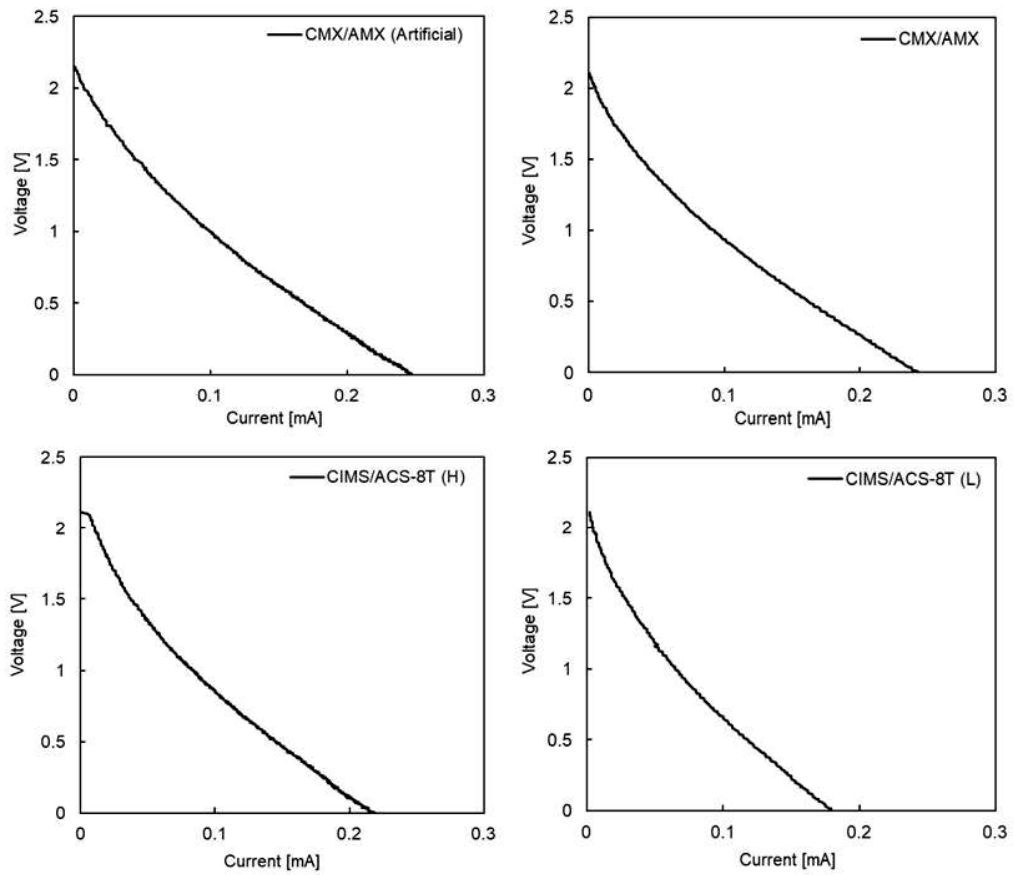 CMX/AMX (Artificial)
2.5
2
1.5
1
0.5
0
Voltage [V]
0 0.1 0.2 0.3
Current [mA]
CMX/AMX
2.5
2
1.5
1
0.5
0
Voltage [V]
0 0.1 0.2 0.3
Current [mA]
CIMS/ACS-8T (H)
2.5
2
1.5
1
0.5
0
Voltage [V]
0 0.1 0.2 0.3
Current [mA]
CIMS/ACS-8T (L)
2.5
2
1.5
1
0.5
0
Voltage [V]
0 0.1 0.2 0.3
Current [mA]